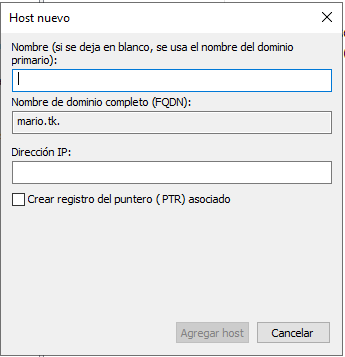 Host nuevo
Nombre (si se deja en blanco, se usa el nombre del dominio
primario):
Nombre de dominio completo (FQDN):
mario.tk.
Dirección IP:
Crear registro del puntero (PTR) asociado
Agregar host
Cancelar